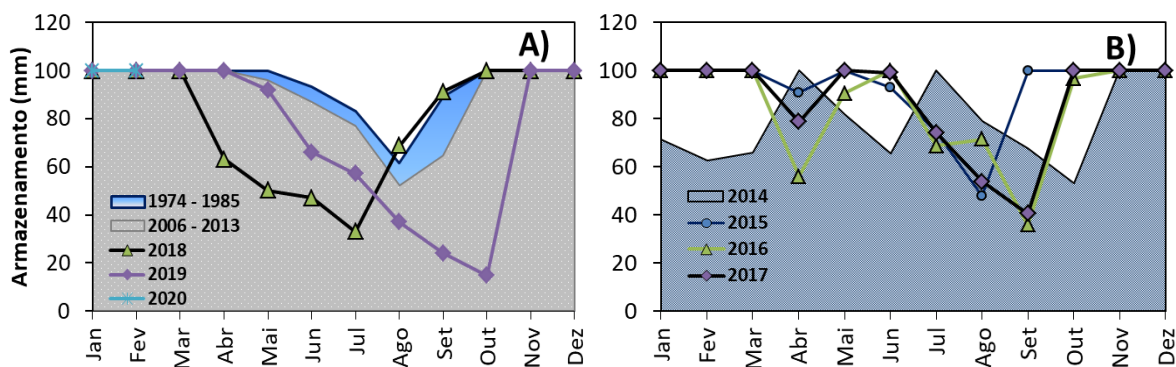 Armazenamento (mm)
120
100
80
60
40
20
0
A)
1974 - 1985
2006 - 2013
2018
2019
2020
Jan
Fev
Mar
Abr
Mai
Jun
Jul
Ago
Set
Out
Nov
Dez
120
100
80
60
40
20
0
B)
2014
2015
2016
2017
Jan
Fev
Mar
Abr
Mai
Jun
Jul
Ago
Set
Out
Nov
Dez